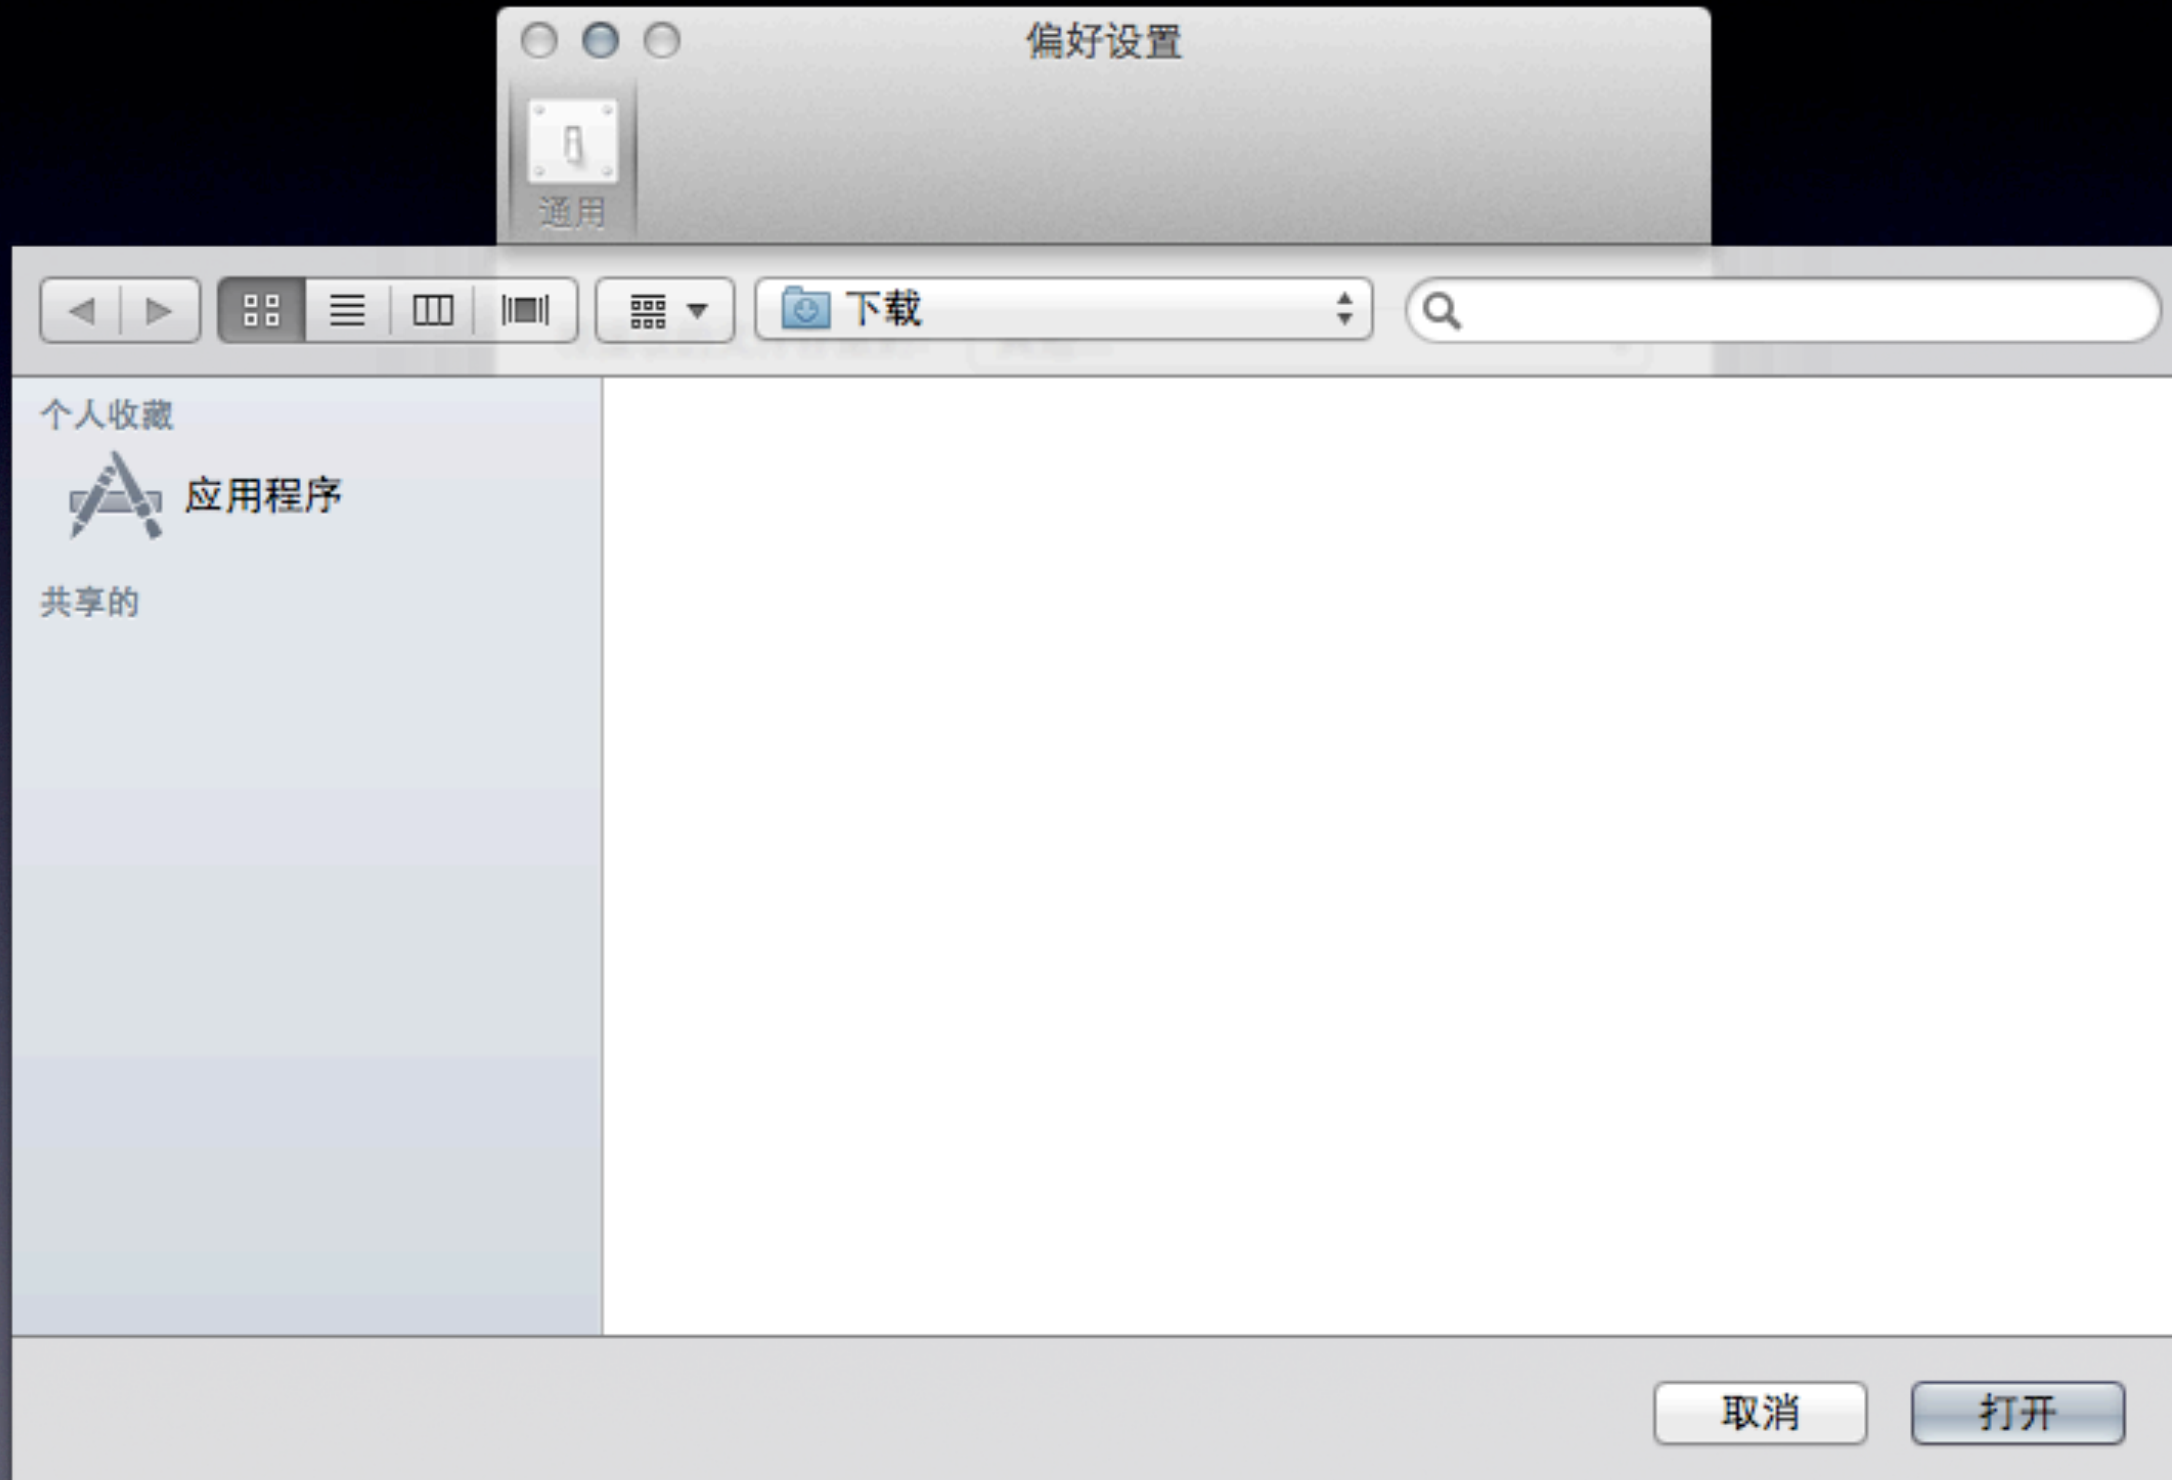 偏好设置
通用
下载
个人收藏
应用程序
共享的
取消
打开